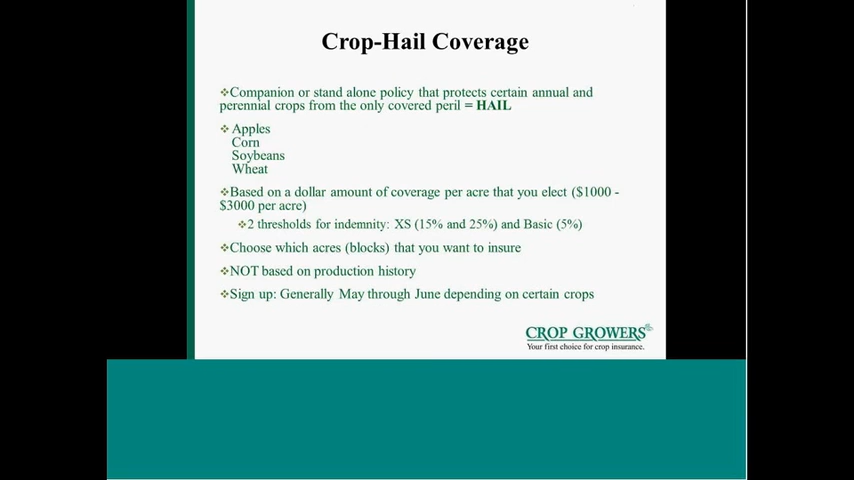 Crop-Hail Coverage
❖Companion or stand alone policy that protects certain annual and
perennial crops from the only covered peril = HAIL
❖ Apples
Corn
Soybeans
Wheat
❖Based on a dollar amount of coverage per acre that you elect ($1000 -
$3000 per acre)
❖2 thresholds for indemnity: XS (15% and 25%) and Basic (5%)
❖Choose which acres (blocks) that you want to insure
❖NOT based on production history
❖Sign up: Generally May through June depending on certain crops
CROP GROWERS
Your first choice for crop insurance.